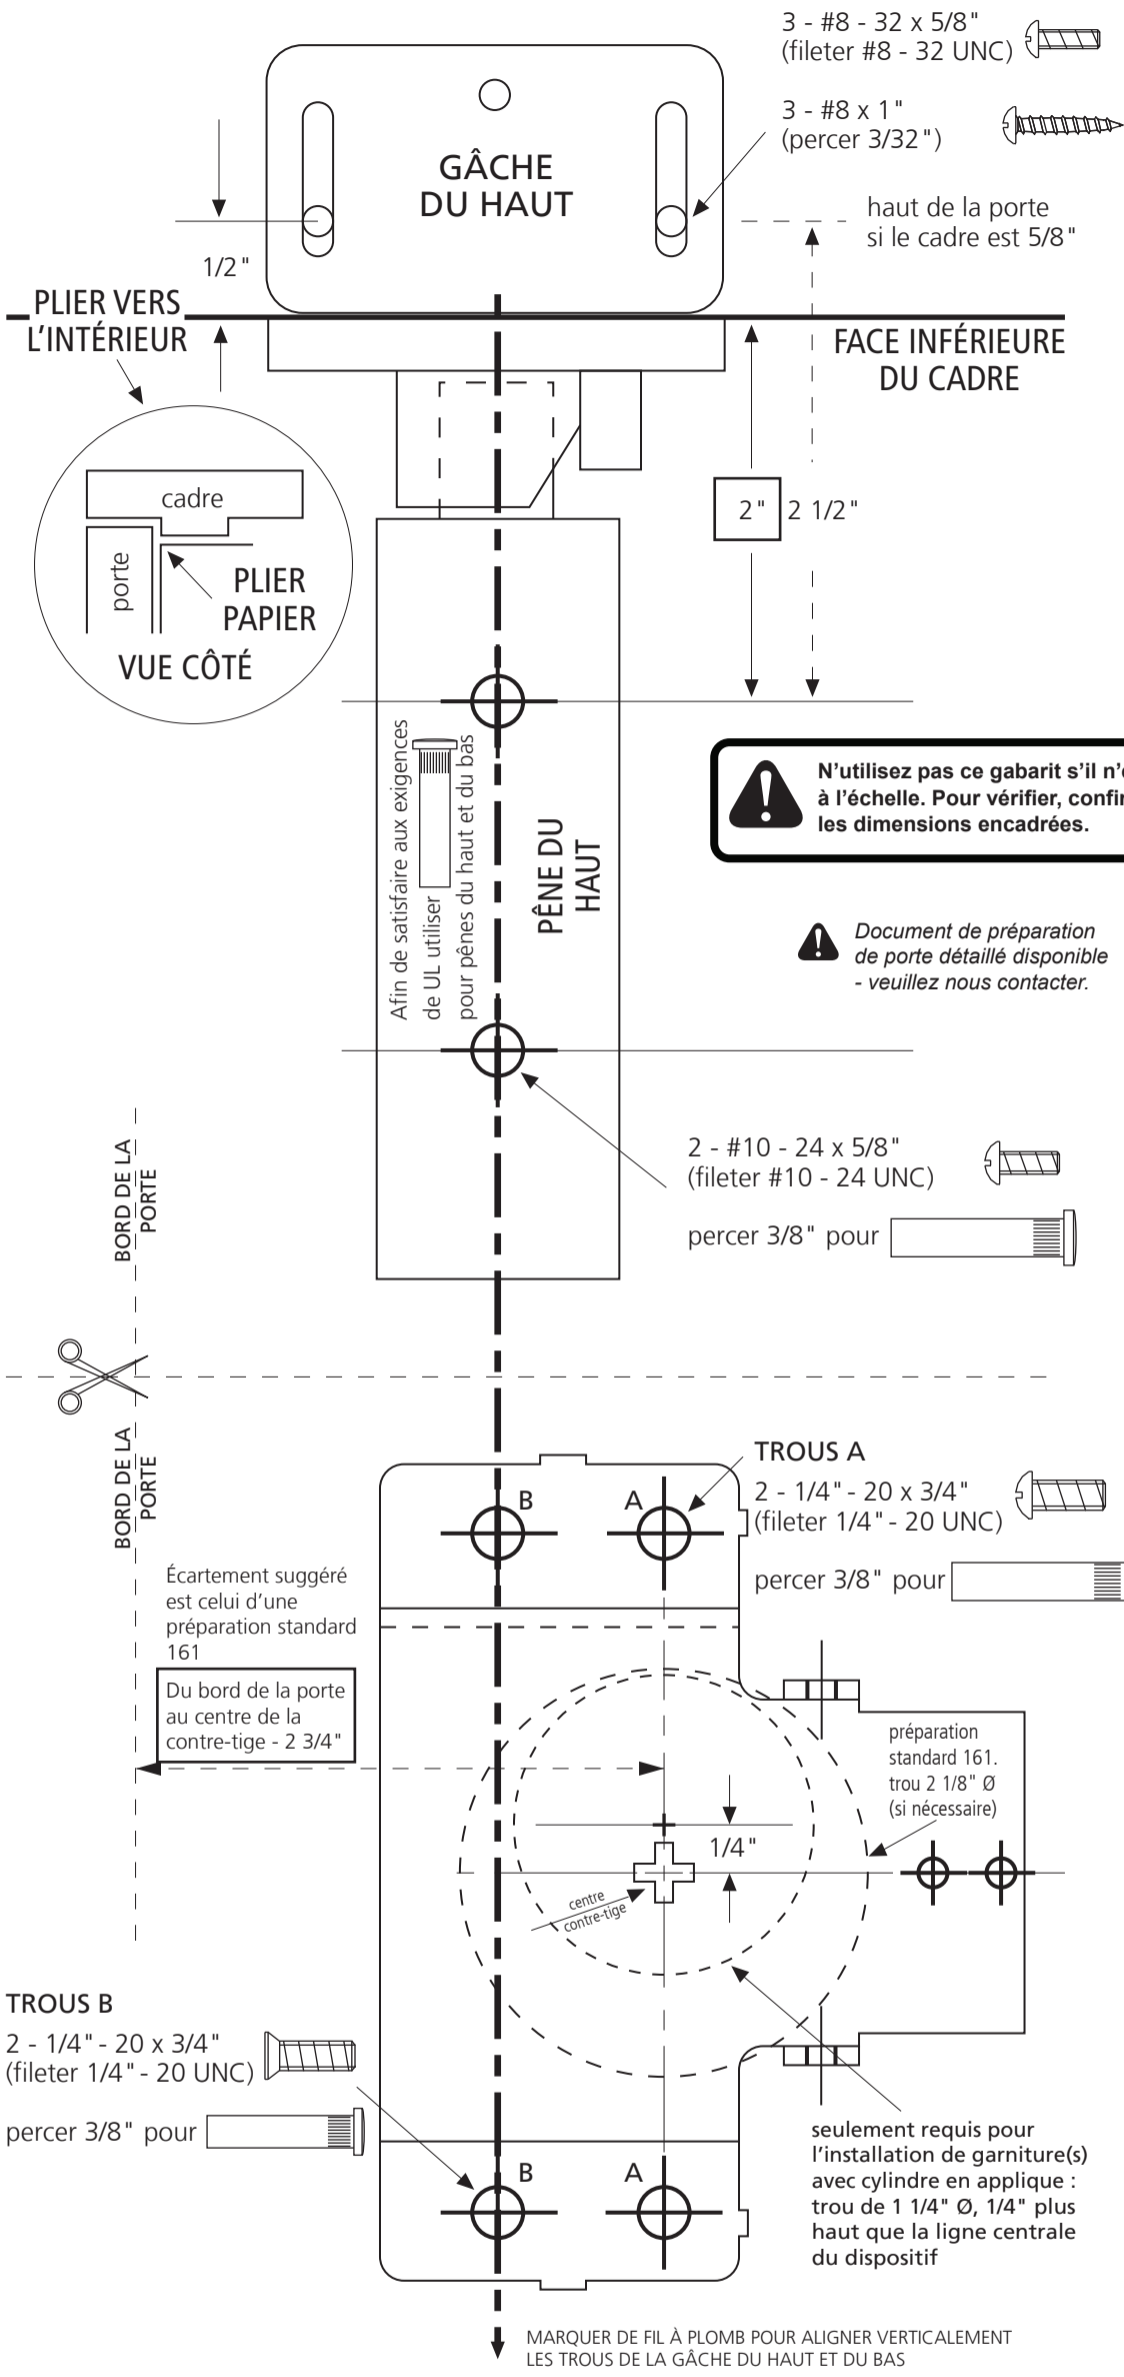 3 - #8 - 32 x 5/8"
(fileter #8 - 32 UNC)
3 - #8 x 1"
(percer 3/32")
GÂCHE
DU HAUT
haut de la porte
si le cadre est 5/8"
1/2"
PLIER VERS
L'INTÉRIEUR
FACE INFÉRIEURE
DU CADRE
cadre
porte
PLIER
PAPIER
VUE CÔTÉ
2" 2 1/2"
N'utilisez pas ce gabarit s'il
à l'échelle. Pour vérifier,
les dimensions encadrées.
Afin de satisfaire aux exigences
de UL utiliser
pour pênes du haut et du bas
PÊNE DU
HAUT
Document de préparation
de porte détaillé disponible
- veuillez nous contacter.
2 - #10 - 24 x 5/8"
(fileter #10 - 24 UNC)
percer 3/8" pour
BORD DE LA
PORTE
BORD DE LA
PORTE
TROUS A
2 - 1/4" - 20 x 3/4"
(fileter 1/4" - 20 UNC)
percer 3/8" pour
B
A
Écartement suggéré
est celui d'une
préparation standard
161
Du bord de la porte
au centre de la
contre-tige - 2 3/4"
préparation
standard 161.
trou 2 1/8" Ø
(si nécessaire)
1/4"
centre
contre-tige
TROUS B
2 - 1/4" - 20 x 3/4"
(fileter 1/4" - 20 UNC)
percer 3/8" pour
B
A
seulement requis pour
l'installation de garniture(s)
avec cylindre en applique :
trou de 1 1/4" Ø, 1/4" plus
haut que la ligne centrale
du dispositif
MARQUER DE FIL À PLOMB POUR ALIGNER VERTICALEMENT
LES TROUS DE LA GÂCHE DU HAUT ET DU BAS